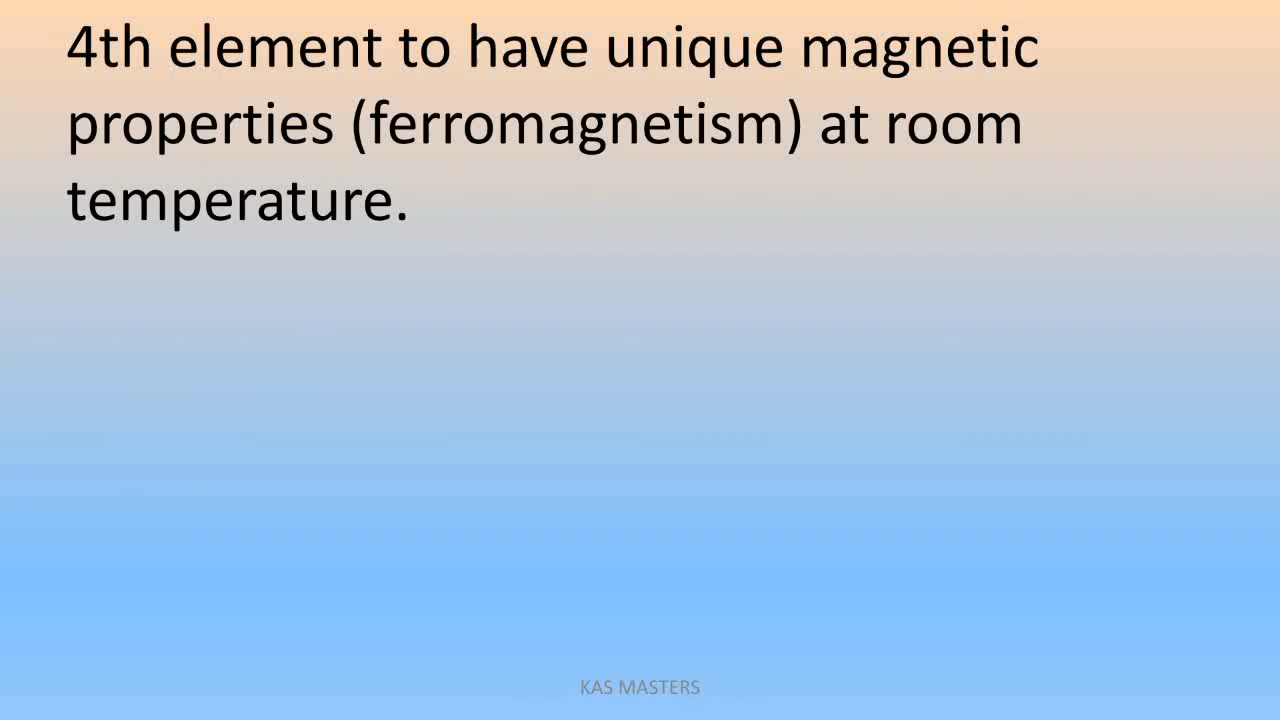 4th element to have unique magnetic
properties (ferromagnetism) at room
temperature.
KAS MASTERS